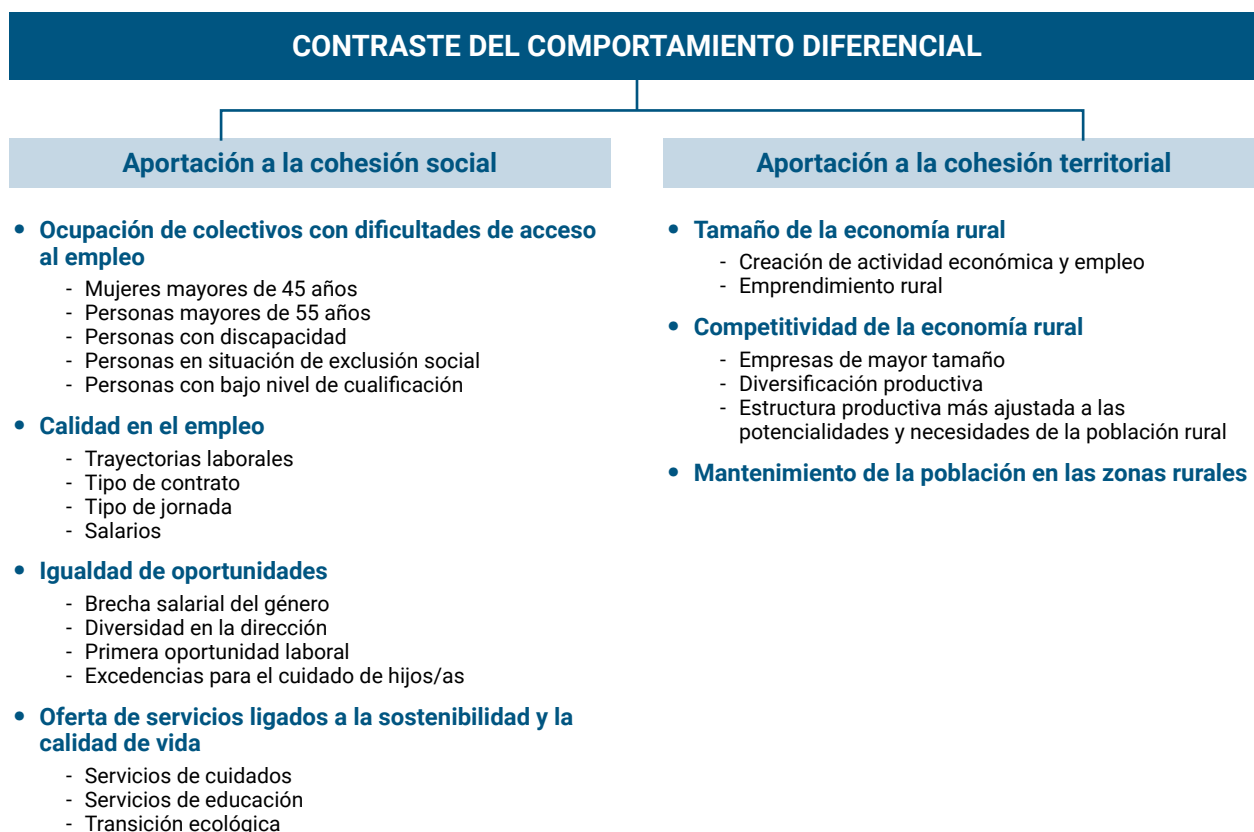 CONTRASTE DEL COMPORTAMIENTO DIFERENCIAL
Aportación a la cohesión social
• Ocupación de colectivos con dificultades de acceso
al empleo
- Mujeres mayores de 45 años
- Personas mayores de 55 años
- Personas con discapacidad
- Personas en situación de exclusión social
- Personas con bajo nivel de cualificación
• Calidad en el empleo
- Trayectorias laborales
- Tipo de contrato
- Tipo de jornada
- Salarios
• Igualdad de oportunidades
- Brecha salarial del género
- Diversidad en la dirección
- Primera oportunidad laboral
- Excedencias para el cuidado de hijos/as
• Oferta de servicios ligados a la sostenibilidad y la
calidad de vida
- Servicios de cuidados
- Servicios de educación
- Transición ecológica
Aportación a la cohesión territorial
• Tamaño de la economía rural
- Creación de actividad económica y empleo
- Emprendimiento rural
• Competitividad de la economía rural
- Empresas de mayor tamaño
- Diversificación productiva
- Estructura productiva más ajustada a las
potencialidades y necesidades de la población rural
• Mantenimiento de la población en las zonas rurales